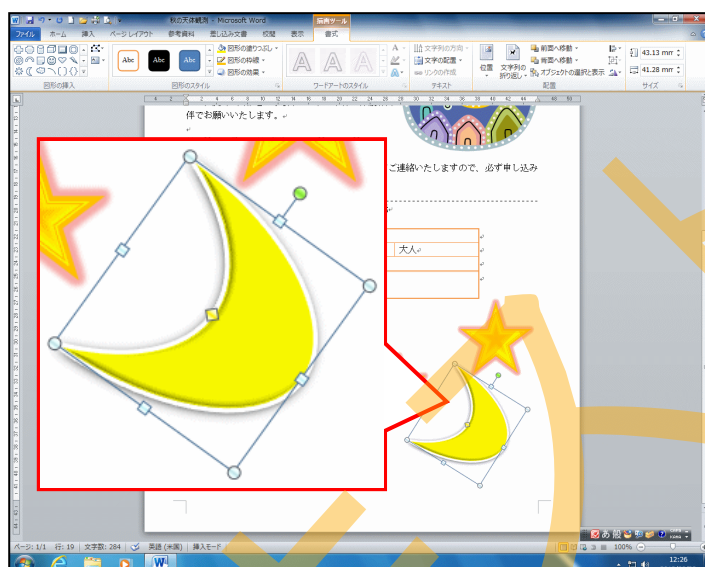 秋の天体観測 - Microsoft Word
描画ツール
ファイル ホーム 挿入 ページ レイアウト 参考資料 差し込み文書 校閲 表示 書式
Abc Abc Abc
図形の塗りつぶし
図形の枠線
図形の効果
A A A
文字列の方向
文字の配置
リンクの作成
位置
文字列の折り返し
前面へ移動
背面へ移動
オブジェクトの選択と表示
43.13 mm
41.28 mm
図形の挿入 図形のスタイル ワードアートのスタイル テキスト 配置 サイズ
伴でお願いいたします。
ご連絡いたしますので、必ず申し込み
大人
ページ: 1/1 行: 19 文字数: 284 英語 (米国) 挿入モード
あ 般
100%
12:26